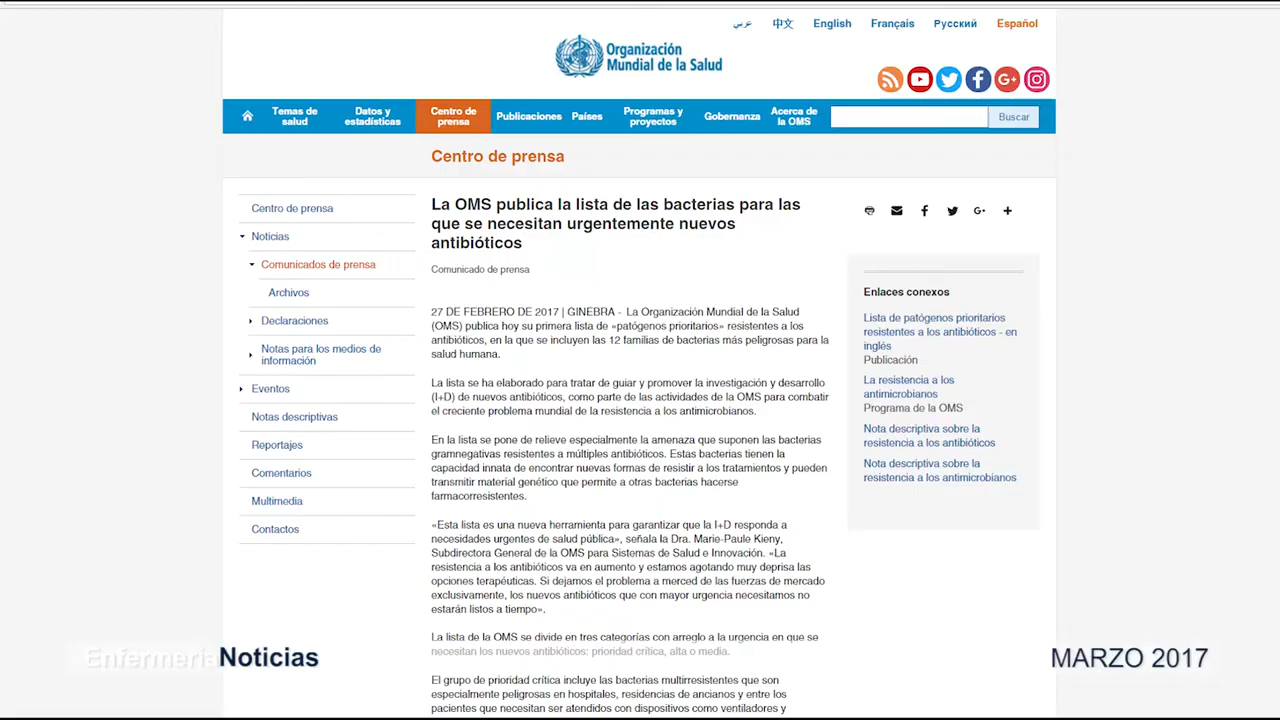 عربي
中文
English
Français
Русский
Español
Organización
Mundial de la Salud
Temas de salud
Datos y estadísticas
Centro de prensa
Publicaciones
Países
Programas y proyectos
Gobernanza
Acerca de la OMS
Buscar
Centro de prensa
Centro de prensa
Noticias
Comunicados de prensa
Archivos
Declaraciones
Notas para los medios de
información
Eventos
Notas descriptivas
Reportajes
Comentarios
Multimedia
Contactos
La OMS publica la lista de las bacterias para las
que se necesitan urgentemente nuevos
antibióticos
Comunicado de prensa
27 DE FEBRERO DE 2017 | GINEBRA - La Organización Mundial de la Salud
(OMS) publica hoy su primera lista de «patógenos prioritarios» resistentes a los
antibióticos, en la que se incluyen las 12 familias de bacterias más peligrosas para la
salud humana.
La lista se ha elaborado para tratar de guiar y promover la investigación y desarrollo
(I+D) de nuevos antibióticos, como parte de las actividades de la OMS para combatir
el creciente problema mundial de la resistencia a los antimicrobianos.
En la lista se pone de relieve especialmente la amenaza que suponen las bacterias
gramnegativas resistentes a múltiples antibióticos. Estas bacterias tienen la
capacidad innata de encontrar nuevas formas de resistir a los tratamientos y pueden
transmitir material genético que permite a otras bacterias hacerse
farmacorresistentes.
«Esta lista es una nueva herramienta para garantizar que la I+D responda a
necesidades urgentes de salud pública», señala la Dra. Marie-Paule Kieny,
Subdirectora General de la OMS para Sistemas de Salud e Innovación. «La
resistencia a los antibióticos va en aumento y estamos agotando muy deprisa las
opciones terapéuticas. Si dejamos el problema a merced de las fuerzas de mercado
exclusivamente, los nuevos antibióticos que con mayor urgencia necesitamos no
estarán listos a tiempo».
La lista de la OMS se divide en tres categorías con arreglo a la urgencia en que se
necesitan los nuevos antibióticos: prioridad crítica, alta o media.
El grupo de prioridad crítica incluye las bacterias multirresistentes que son
especialmente peligrosas en hospitales, residencias de ancianos y entre los
pacientes que necesitan ser atendidos con dispositivos como ventiladores y
Enlaces conexos
Lista de patógenos prioritarios
resistentes a los antibióticos - en
inglés
Publicación
La resistencia a los
antimicrobianos
Programa de la OMS
Nota descriptiva sobre la
resistencia a los antibióticos
Nota descriptiva sobre la
resistencia a los antimicrobianos
EnfermeriaNoticias
MARZO 2017